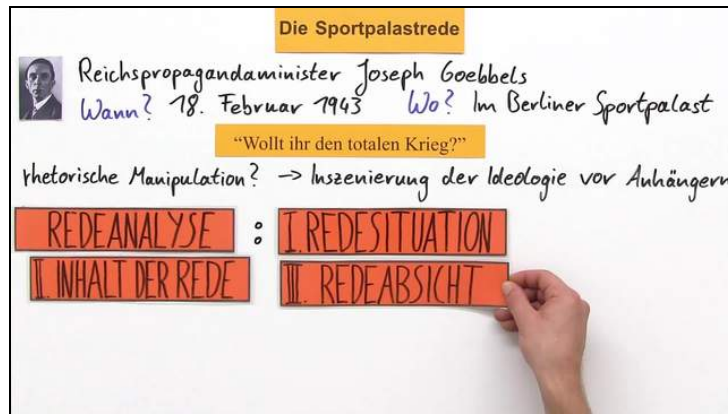 Die Sportpalastrede
Reichspropagandaminister Joseph Goebbels
Wann? 18. Februar 1943 Wo? Im Berliner Sportpalast
“Wollt ihr den totalen Krieg?”
rhetorische Manipulation? → Inszenierung der Ideologie vor Anhängern
REDEANALYSE : I. REDESITUATION
II. INHALT DER REDE III. REDEABSICHT